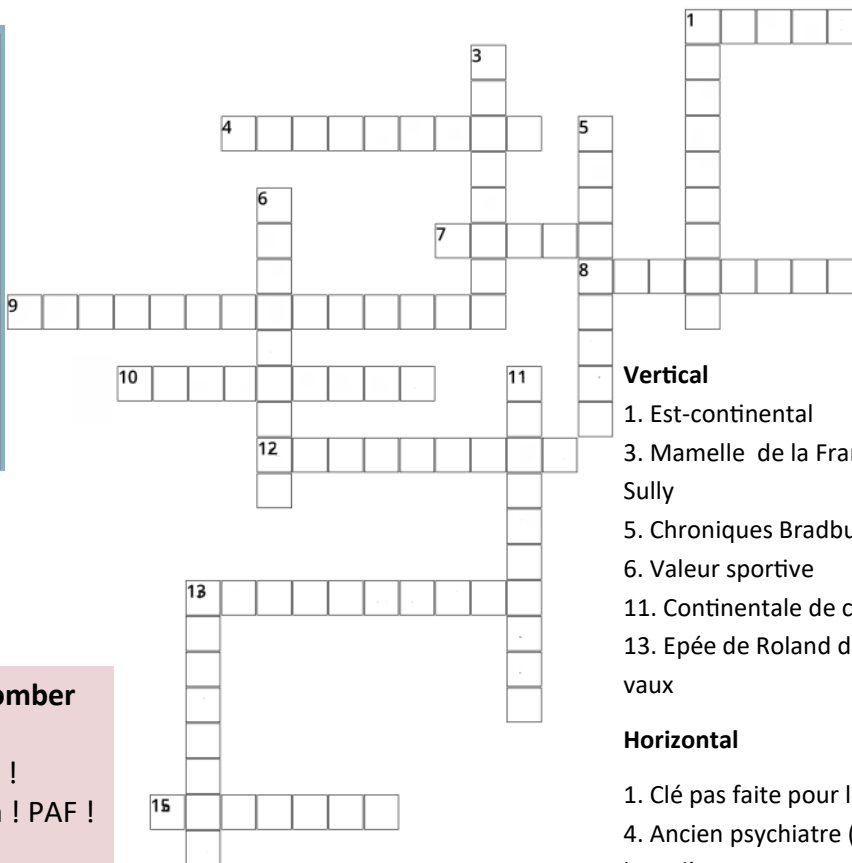 1
3
4
5
6
7
8
9
10
11
12
13
15
Vertical
1. Est-continental
3. Mamelle de la Fra
Sully
5. Chroniques Bradbu
6. Valeur sportive
11. Continentale de c
13. Epée de Roland d
vaux
Horizontal
1. Clé pas faite pour l
4. Ancien psychiatre (
omber
!
! PAF !